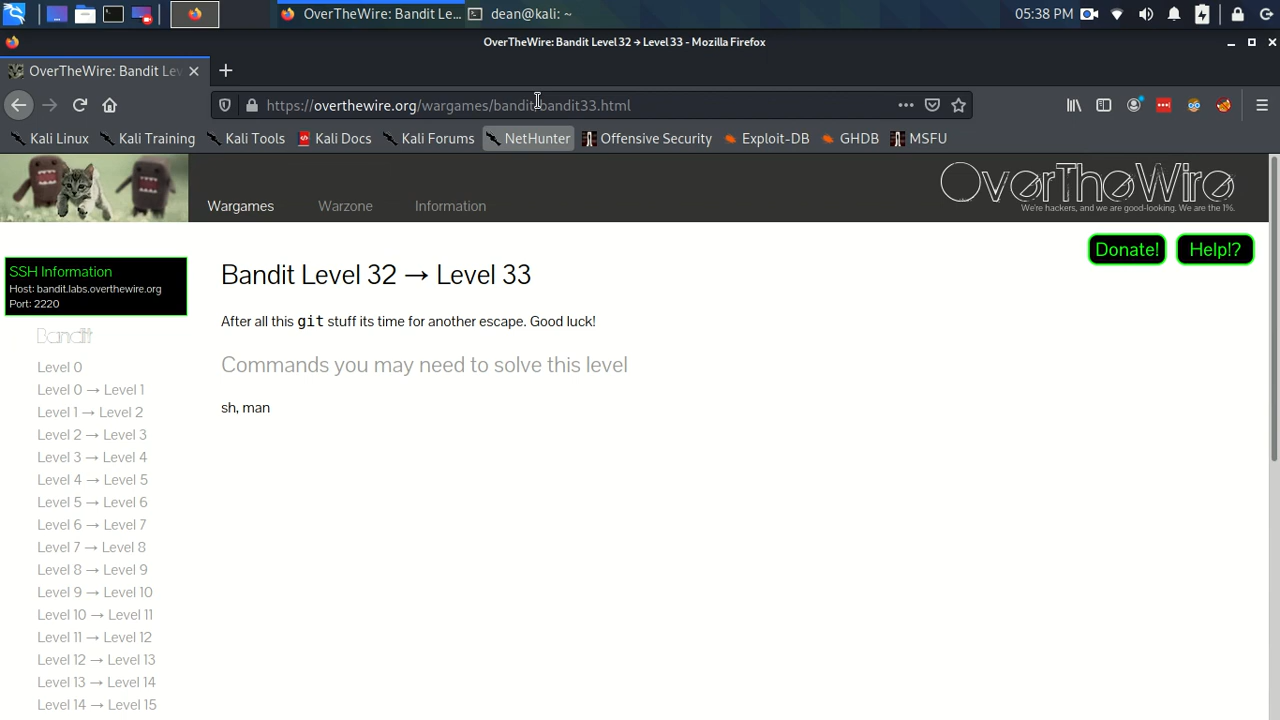 OverTheWire: Bandit Le...
dean@kali: ~
05:38 PM
OverTheWire: Bandit Level 32 → Level 33 - Mozilla Firefox
OverTheWire: Bandit Lev
https://overthewire.org/wargames/bandit/bandit33.html
Kali Linux
Kali Training
Kali Tools
Kali Docs
Kali Forums
NetHunter
Offensive Security
Exploit-DB
GHDB
MSFU
Wargames
Warzone
Information
OverTheWire
We're hackers, and we are good-looking. We are the 1%.
Donate!
Help!?
SSH Information
Host: bandit.labs.overthewire.org
Port: 2220
Bandit
Level 0
Level 0 → Level 1
Level 1 → Level 2
Level 2 → Level 3
Level 3 → Level 4
Level 4 → Level 5
Level 5 → Level 6
Level 6 → Level 7
Level 7 → Level 8
Level 8 → Level 9
Level 9 → Level 10
Level 10 → Level 11
Level 11 → Level 12
Level 12 → Level 13
Level 13 → Level 14
Level 14 → Level 15
Bandit Level 32 → Level 33
After all this git stuff its time for another escape. Good luck!
Commands you may need to solve this level
sh, man